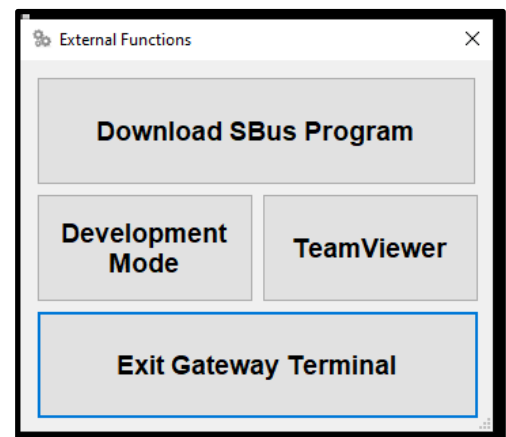 External Functions
Download SBus Program
Development
Mode
TeamViewer
Exit Gateway Terminal